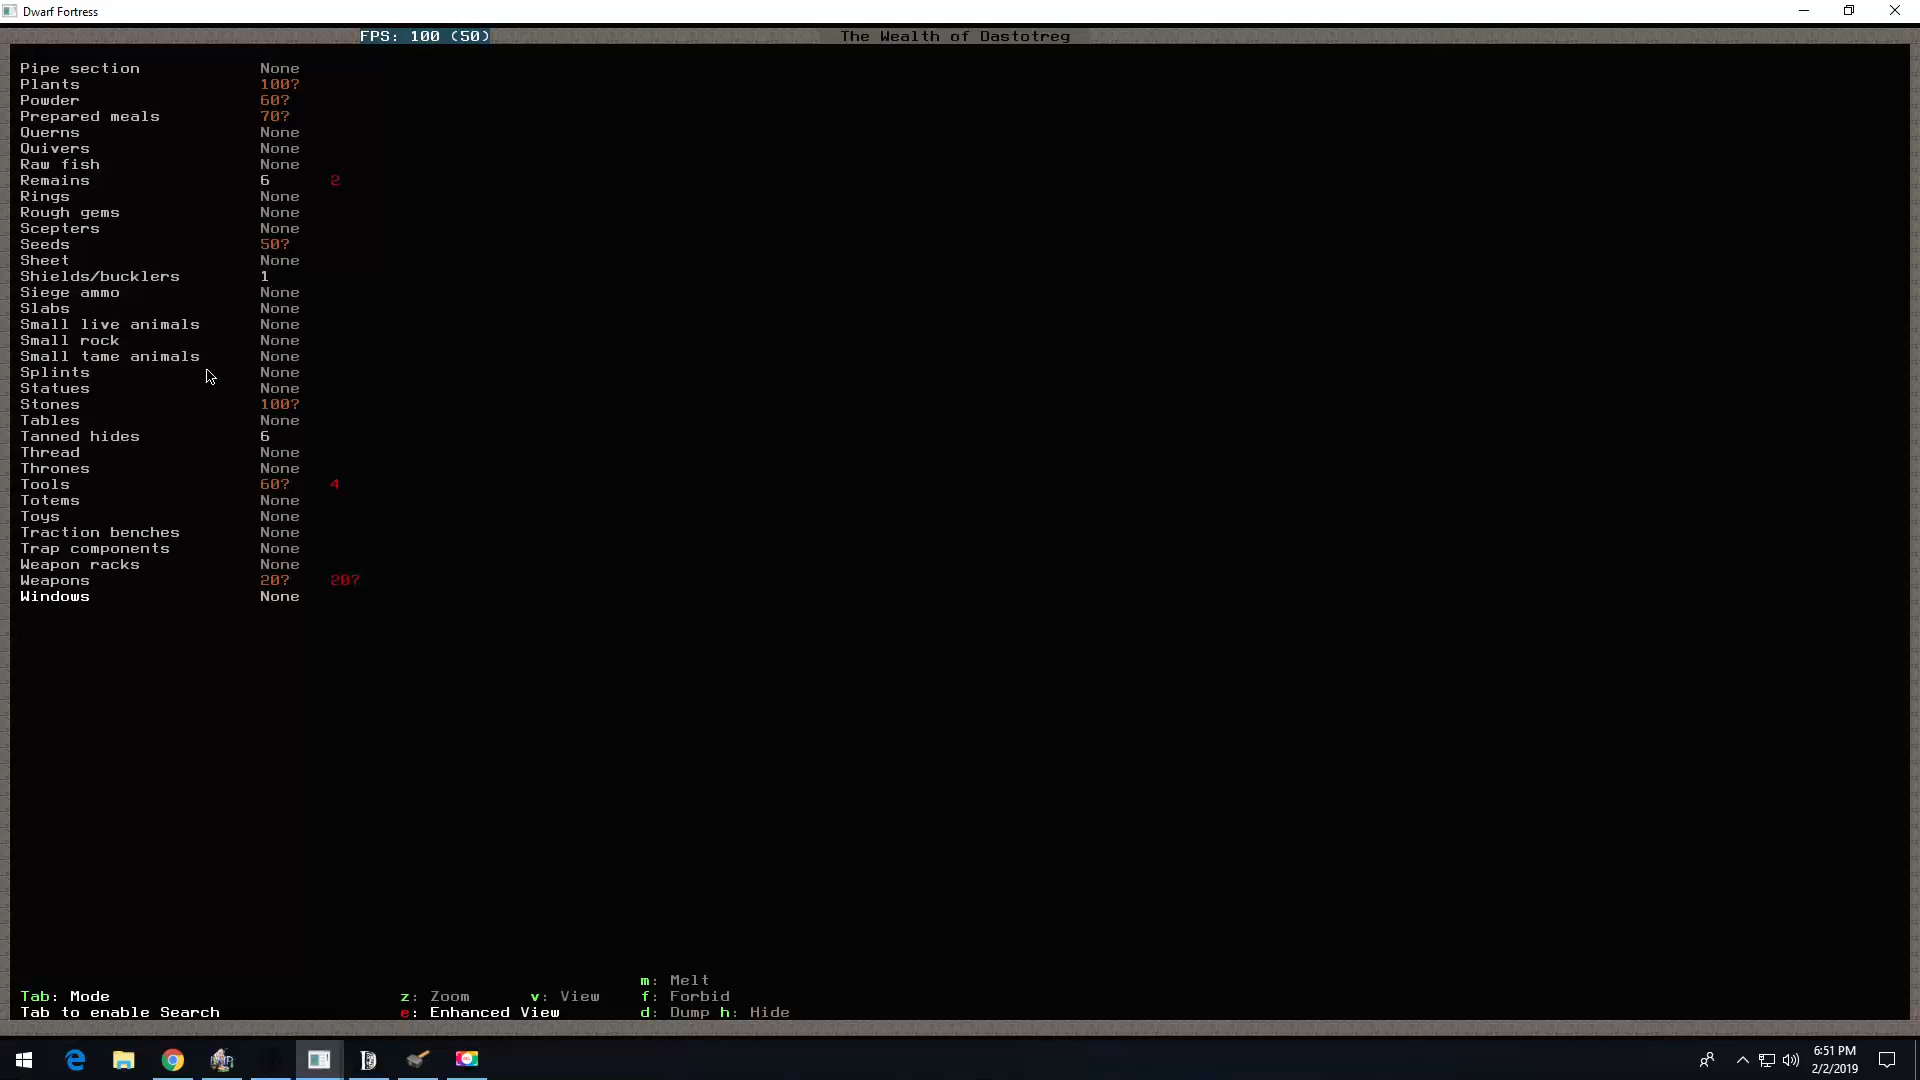 Dwarf Fortress
FPS: 100 (50) The Wealth of Dastotreg
Pipe section None
Plants 100?
Powder 60?
Prepared meals 70?
Querns None
Quivers None
Raw fish None
Remains 6 2
Rings None
Rough gems None
Scepters None
Seeds 50?
Sheet None
Shields/bucklers 1
Siege ammo None
Slabs None
Small live animals None
Small rock None
Small tame animals None
Splints None
Statues None
Stones 100?
Tables None
Tanned hides 6
Thread None
Thrones None
Tools 60? 4
Totems None
Toys None
Traction benches None
Trap components None
Weapon racks None
Weapons 20? 20?
Windows None
m: Melt
Tab: Mode z: Zoom v: View f: Forbid
Tab to enable Search e: Enhanced View d: Dump h: Hide
6:51 PM
2/2/2019